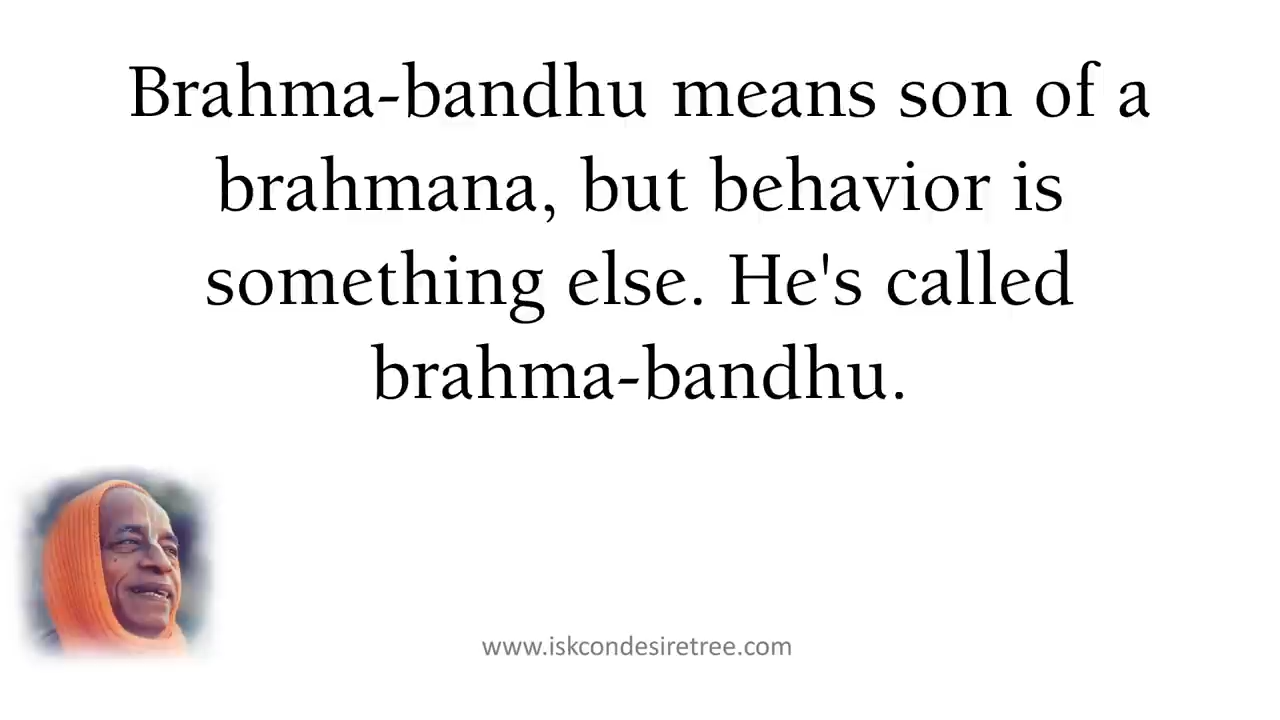 Brahma-bandhu means son of a
brahmana, but behavior is
something else. He's called
brahma-bandhu.
www.iskcondesiretree.com